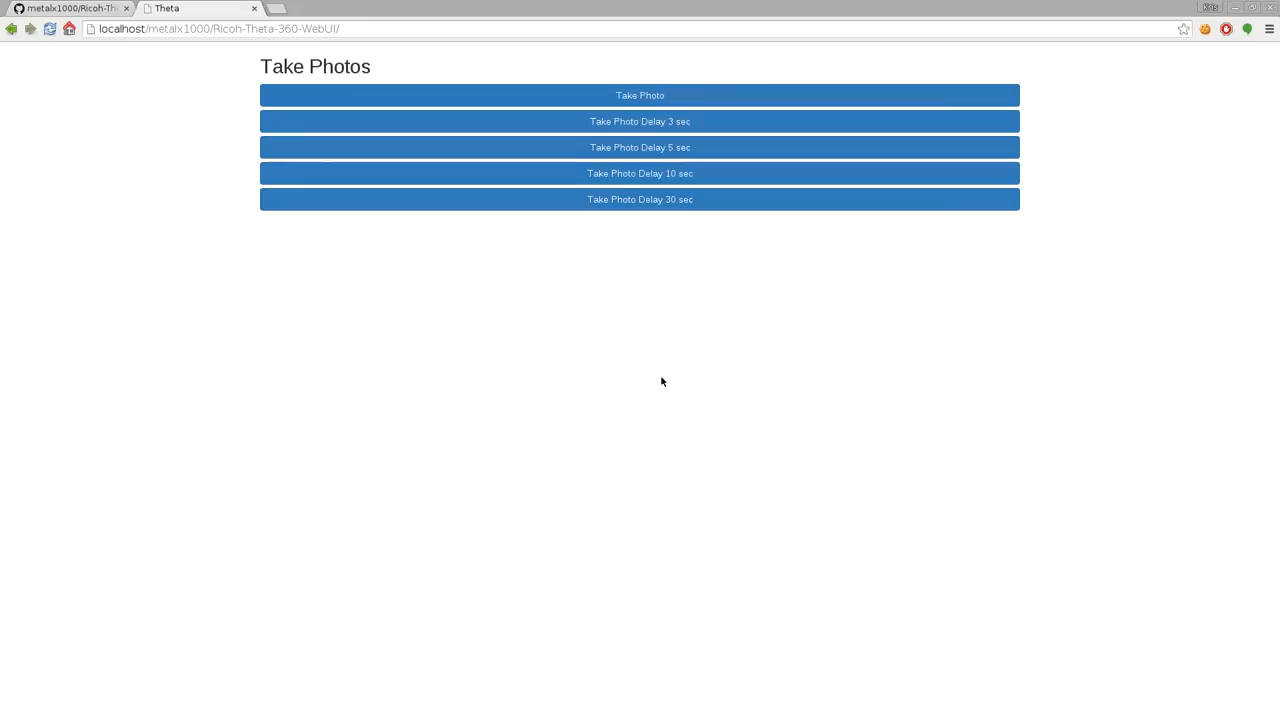 metalx1000/Ricoh-Th
Theta
Kris
localhost/metalx1000/Ricoh-Theta-360-WebUI/
Take Photos
Take Photo
Take Photo Delay 3 sec
Take Photo Delay 5 sec
Take Photo Delay 10 sec
Take Photo Delay 30 sec